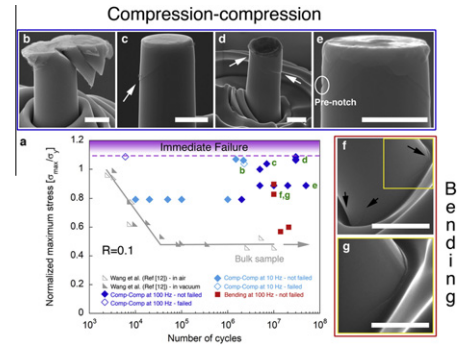 Compression-compression
b
c
d
e
Pre-notch
a
Immediate Failure
Normalized maximum stress [σmax/σy]
1.2
1
0.8
0.6
0.4
0.2
0
b
c
d
e
f,g
R=0.1
Bulk sample
Wang et al. (Ref [12]) - in air
Wang et al. (Ref [12]) - in vacuum
Comp-Comp at 100 Hz - not failed
Comp-Comp at 100 Hz - failed
Comp-Comp at 10 Hz - not failed
Comp-Comp at 10 Hz - failed
Bending at 100 Hz - not failed
10³ 10⁴ 10⁵ 10⁶ 10⁷ 10⁸
Number of cycles
f
g
Bending